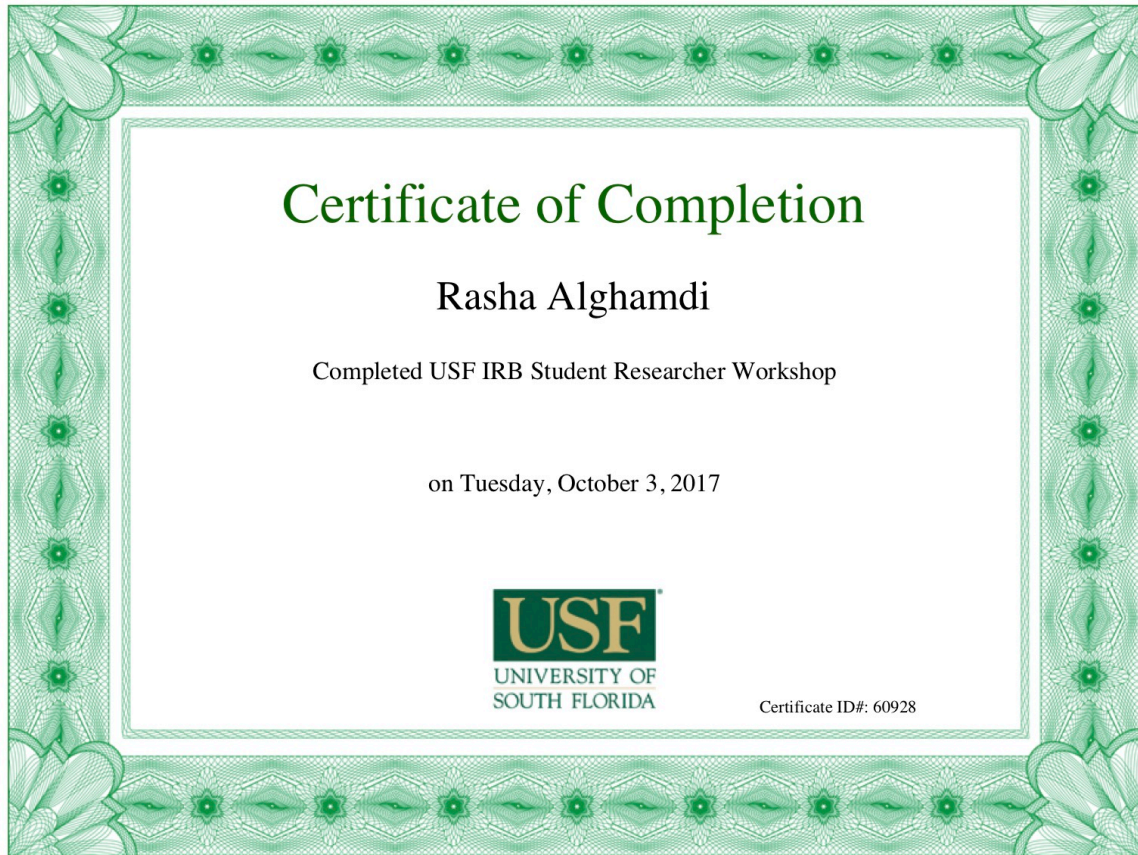 Certificate of Completion
Rasha Alghamdi
Completed USF IRB Student Researcher Workshop
on Tuesday, October 3, 2017
USF
UNIVERSITY OF
SOUTH FLORIDA
Certificate ID#: 60928